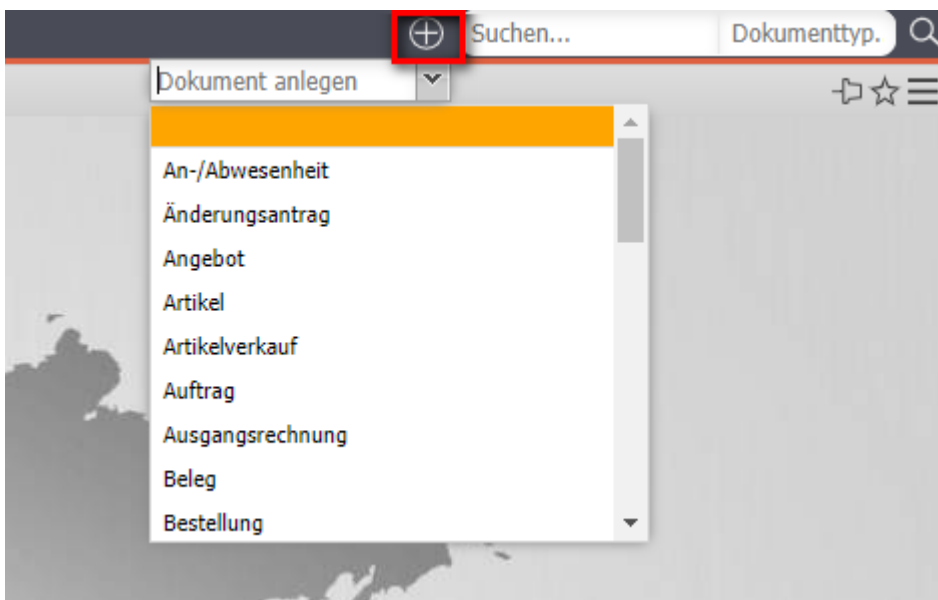 Suchen...
Dokumenttyp.
Dokument anlegen
An-/Abwesenheit
Änderungsantrag
Angebot
Artikel
Artikelverkauf
Auftrag
Ausgangsrechnung
Beleg
Bestellung